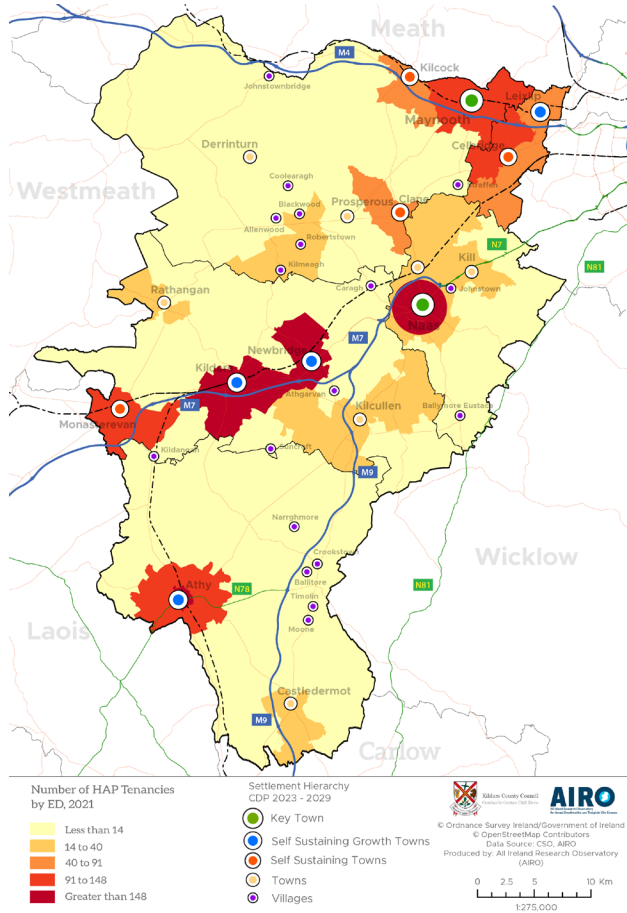 Meath
M4
Kilcock
Johnstownbridge
Leixlip
Maynooth
Derrinturn
Celbridge
Westmeath
Coolearagh
Straffan
Blackwood
Prosperous
Clane
Allenwood
Robertstown
N7
Kilmeagh
Kill
N81
Rathangan
Caragh
Johnstown
Naas
M7
Newbridge
Kildare
Athgarvan
M7
Kilcullen
Ballymore Eustace
Monasterevan
Kildangan
Suncroft
M9
Narrghmore
Crookstown
Wicklow
Athy
N78
Ballitore
N81
Timolin
Laois
Moone
Castledermot
M9
Carlow
Number of HAP Tenancies
by ED, 2021
Less than 14
14 to 40
40 to 91
91 to 148
Greater than 148
Settlement Hierarchy
CDP 2023 - 2029
Key Town
Self Sustaining Growth Towns
Self Sustaining Towns
Towns
Villages
Kildare County Council
AIRO
© Ordnance Survey Ireland/Government of Ireland
© OpenStreetMap Contributors
Data Source: CSO, AIRO
Produced by: All Ireland Research Observatory
(AIRO)
0 2.5 5 10 Km
1:275,000